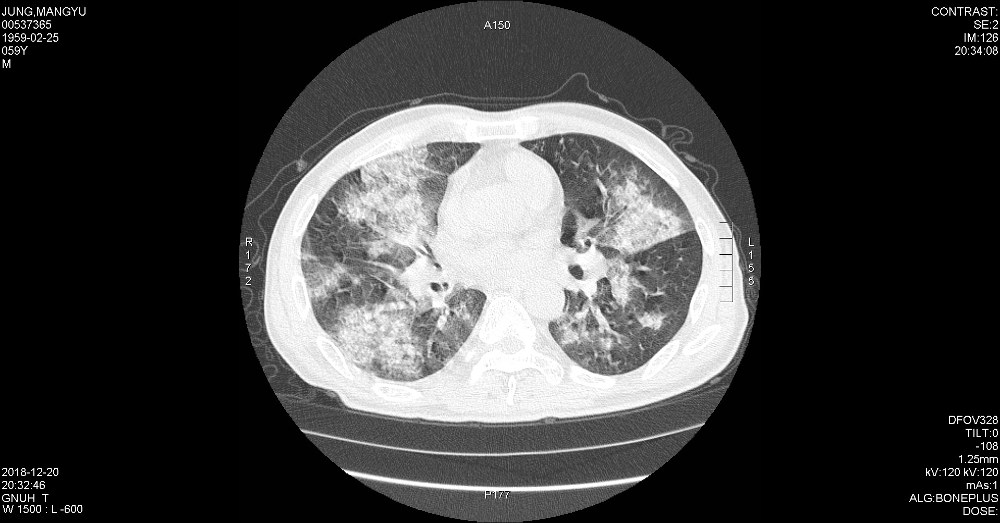 JUNG,MANGYU
00537365
1959-02-25
059Y
M
A150
CONTRAST:
SE:2
IM:126
20:34:08
R
1
7
2
L
1
5
5
2018-12-20
20:32:46
GNUH T
W 1500 : L -600
P177
DFOV328
TILT:0
-108
1.25mm
kV:120 kV:120
mAs:1
ALG:BONEPLUS
DOSE: